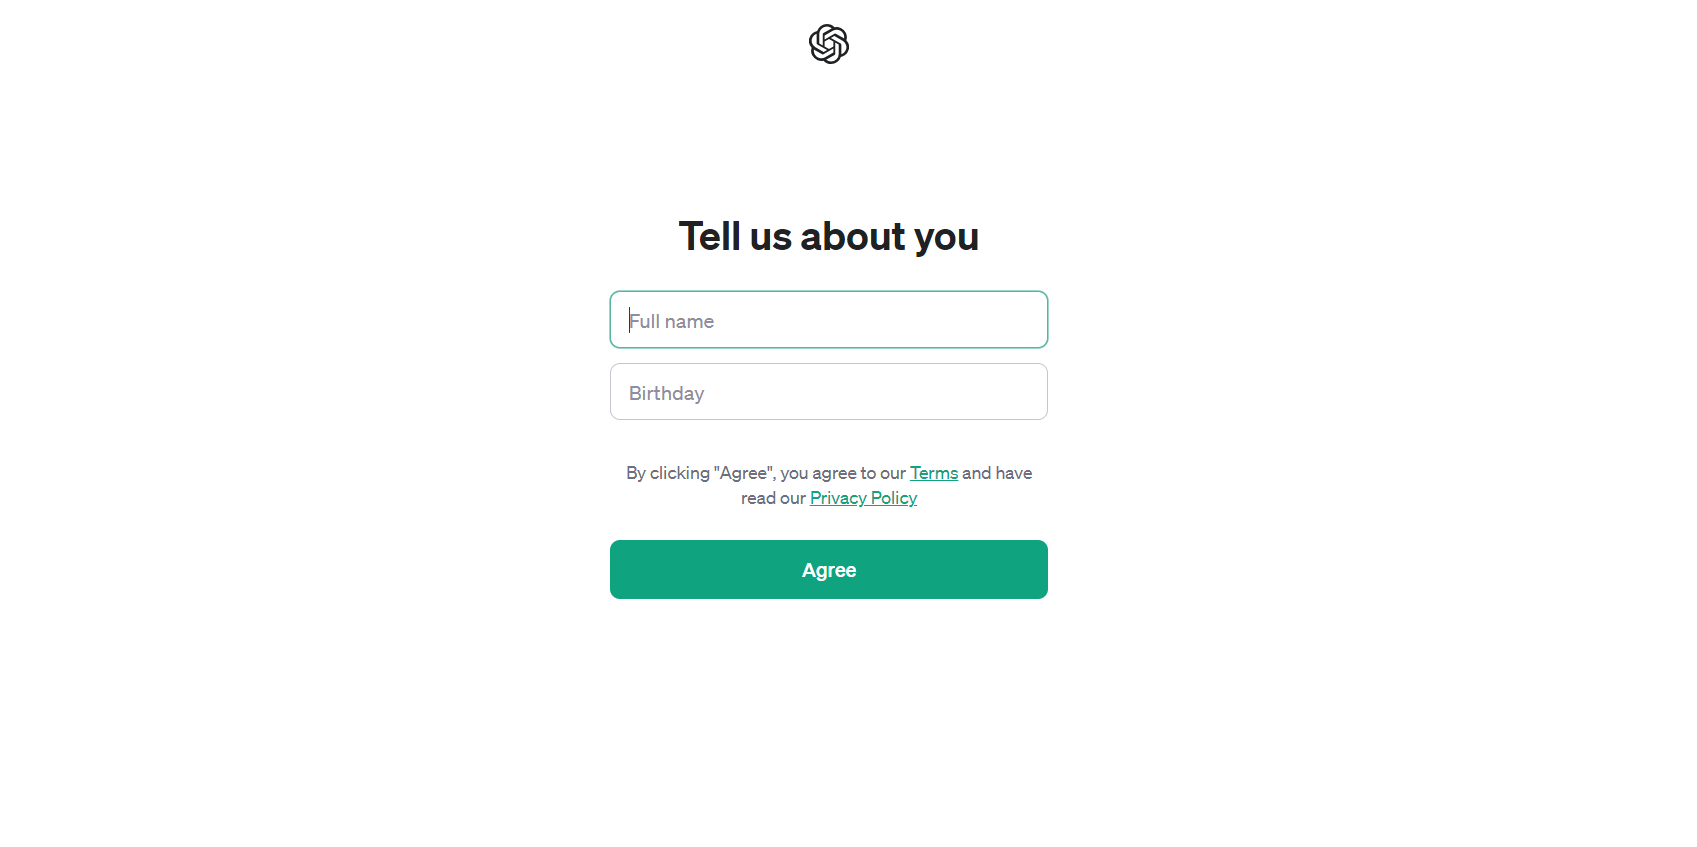 Tell us about you
Full name
Birthday
By clicking "Agree", you agree to our Terms and have
read our Privacy Policy
Agree